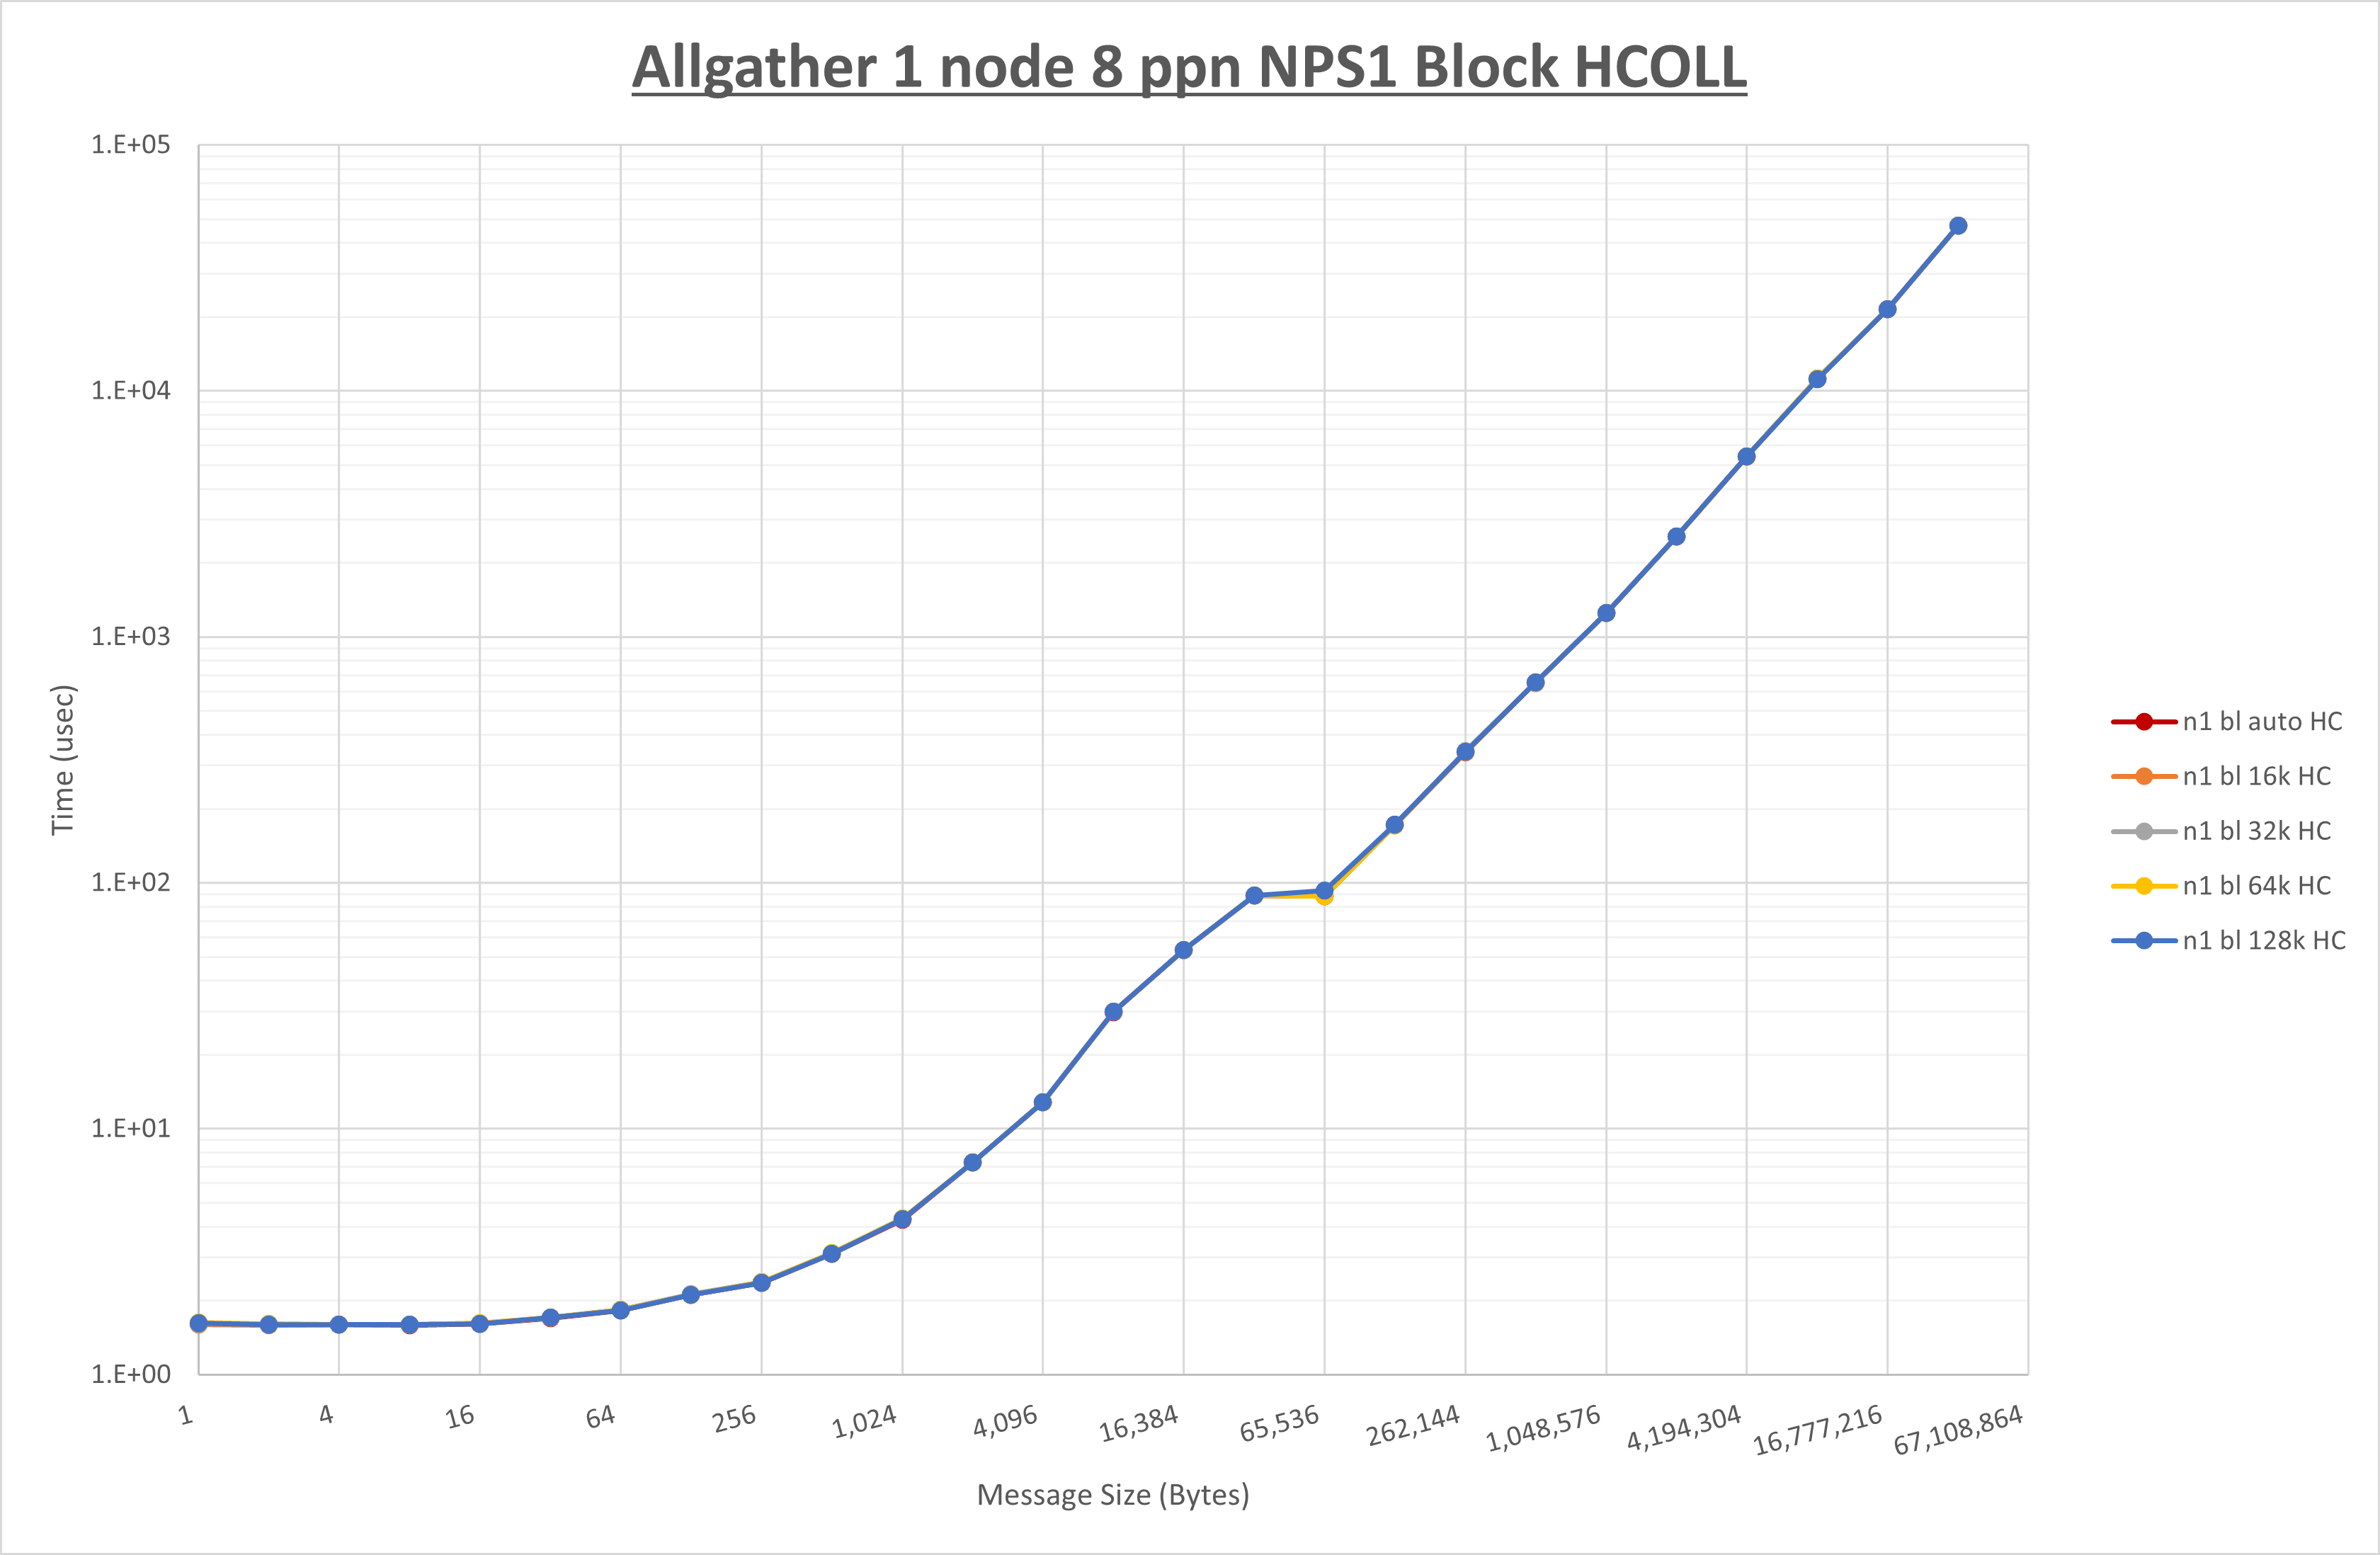 Allgather 1 node 8 ppn NPS1 Block HCOLL
1.E+05
1.E+04
1.E+03
1.E+02
1.E+01
1.E+00
Time (usec)
1 4 16 64 256 1,024 4,096 16,384 65,536 262,144 1,048,576 4,194,304 16,777,216 67,108,864
Message Size (Bytes)
n1 bl auto HC
n1 bl 16k HC
n1 bl 32k HC
n1 bl 64k HC
n1 bl 128k HC